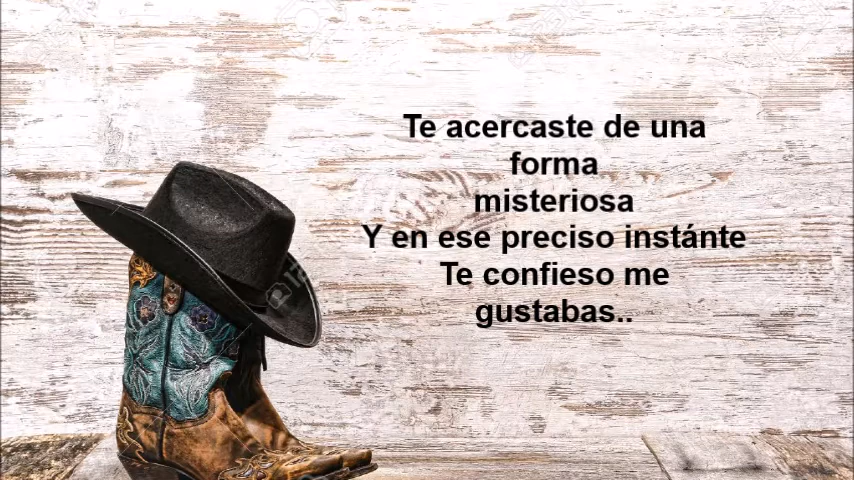 Te acercaste de una
forma
misteriosa
Y en ese preciso instánte
Te confieso me
gustabas..